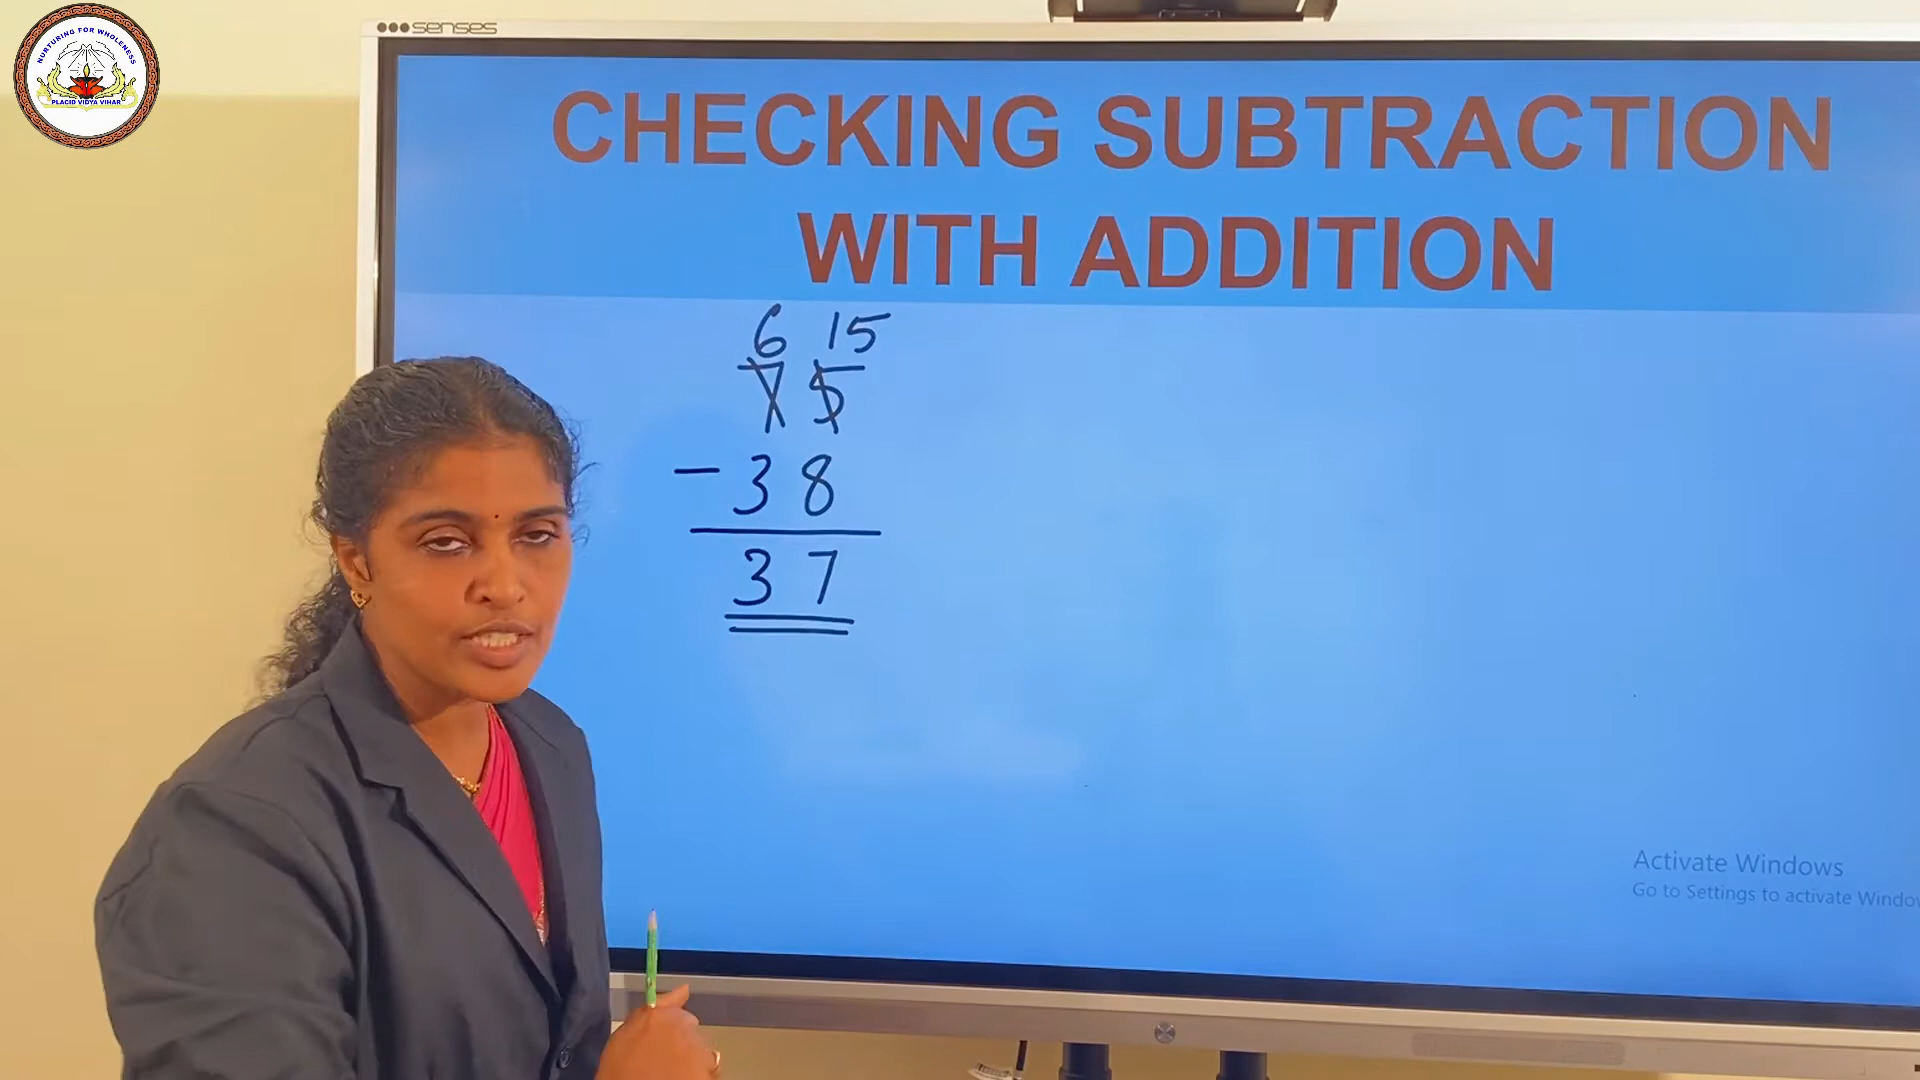 NURTURING FOR WHOLENESS
PLACID VIDYA VIHAR
senses
CHECKING SUBTRACTION
WITH ADDITION
6 15
7 5
- 3 8
3 7
Activate Windows
Go to Settings to activate Window